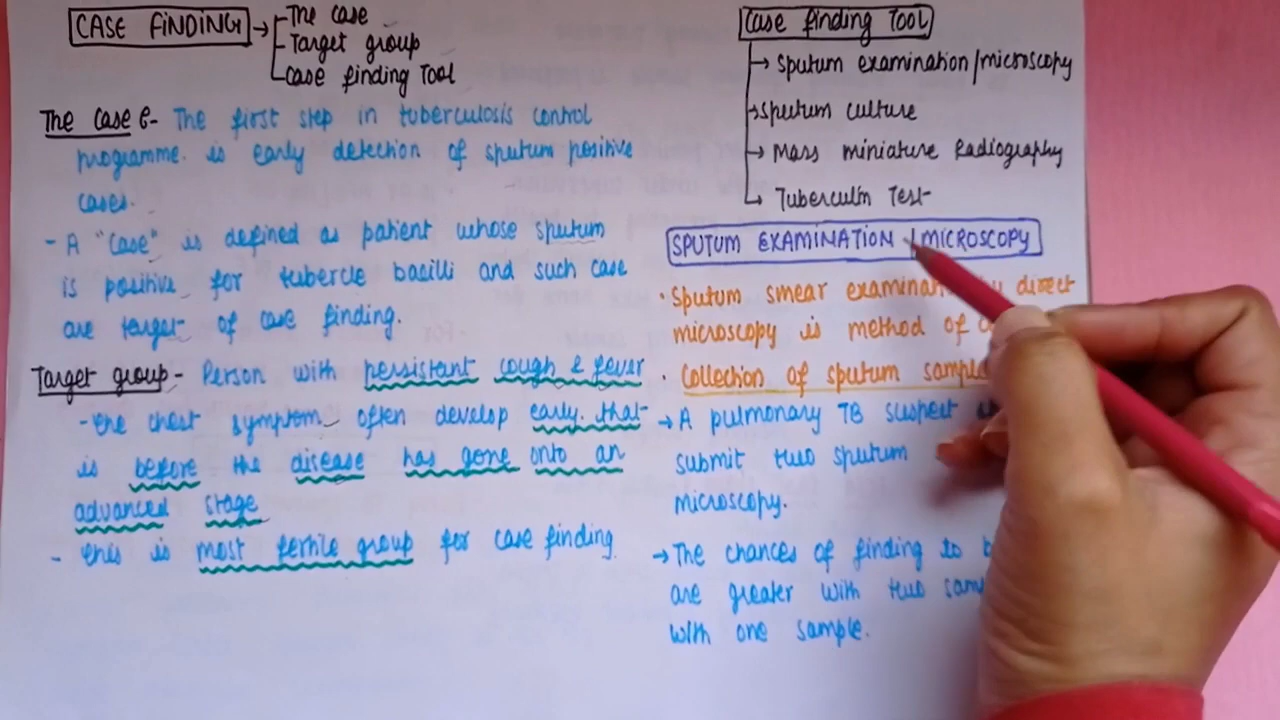 CASE FINDING → The case
Target group
Case finding Tool
The Case :- The first step in tuberculosis control
programme. is early detection of sputum positive
cases.
- A "Case" is defined as patient whose sputum
is positive for tubercle bacilli and such case
are target of case finding.
Target group - Person with persistant cough & fever
- the chest symptom often develop early. that
is before the disease has gone onto an
advanced stage
- this is most fertile group for case finding
Case finding Tool
→ Sputum examination/microscopy
→ Sputum culture
→ Mass miniature Radiography
→ Tuberculin Test
SPUTUM EXAMINATION / MICROSCOPY
• Sputum smear direct
microscopy is method of
• Collection of sputum
→ A pulmonary TB suspect
submit two sputum
microscopy.
→ The chances of finding to
are greater with two
with one sample.